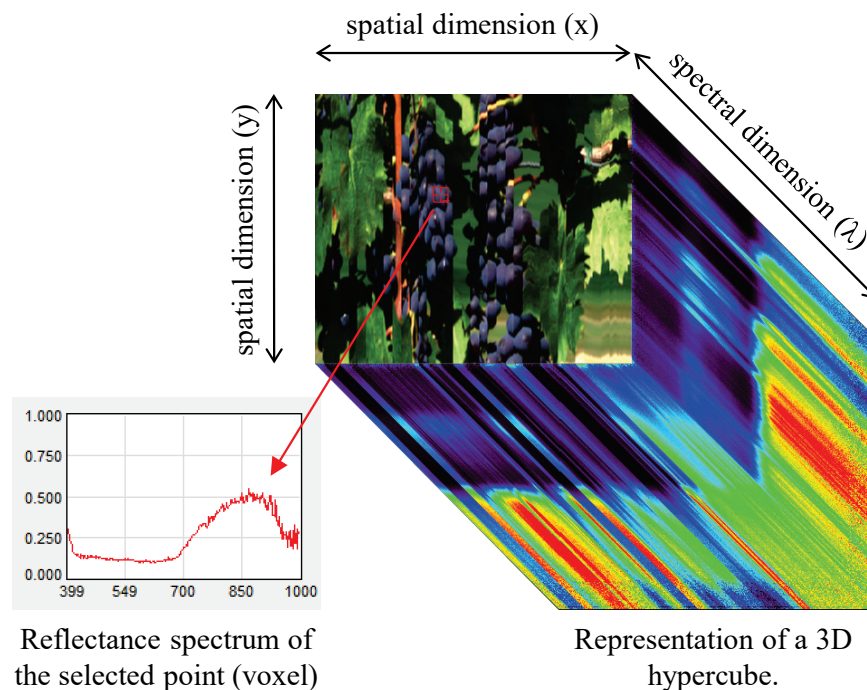 spatial dimension (x)
spectral dimension (λ)
spatial dimension (y)
1.000
0.750
0.500
0.250
0.000
399 549 700 850 1000
Reflectance spectrum of
the selected point (voxel)
Representation of a 3D
hypercube.